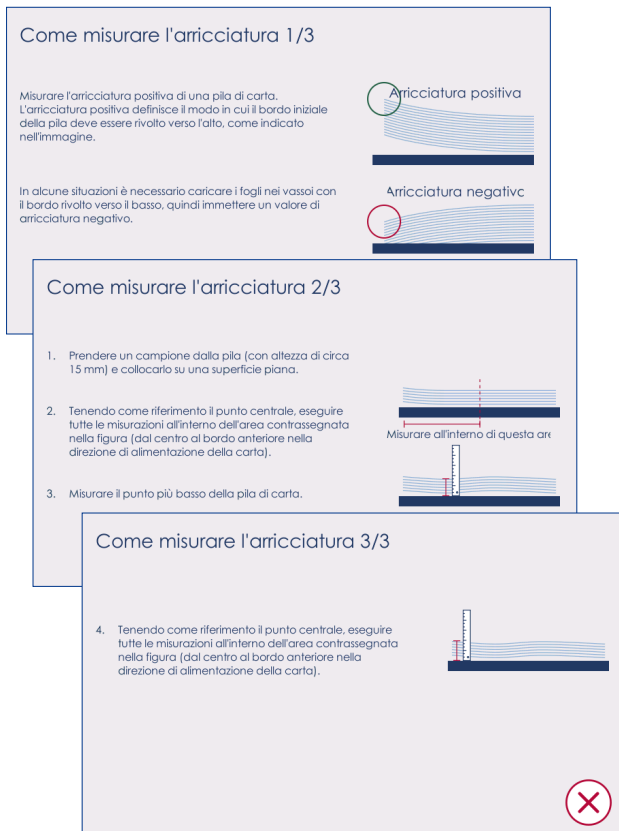 Come misurare l'arricciatura 1/3
Misurare l'arricciatura positiva di una pila di carta.
L'arricciatura positiva definisce il modo in cui il bordo iniziale
della pila deve essere rivolto verso l'alto, come indicato
nell'immagine.
Arricciatura positiva
In alcune situazioni è necessario caricare i fogli nei vassoi con
il bordo rivolto verso il basso, quindi immettere un valore di
arricciatura negativo.
Arricciatura negativc
Come misurare l'arricciatura 2/3
1. Prendere un campione dalla pila (con altezza di circa
15 mm) e collocarlo su una superficie piana.
2. Tenendo come riferimento il punto centrale, eseguire
tutte le misurazioni all'interno dell'area contrassegnata
nella figura (dal centro al bordo anteriore nella
direzione di alimentazione della carta).
Misurare all'interno di questa are
3. Misurare il punto più basso della pila di carta.
Come misurare l'arricciatura 3/3
4. Tenendo come riferimento il punto centrale, eseguire
tutte le misurazioni all'interno dell'area contrassegnata
nella figura (dal centro al bordo anteriore nella
direzione di alimentazione della carta).